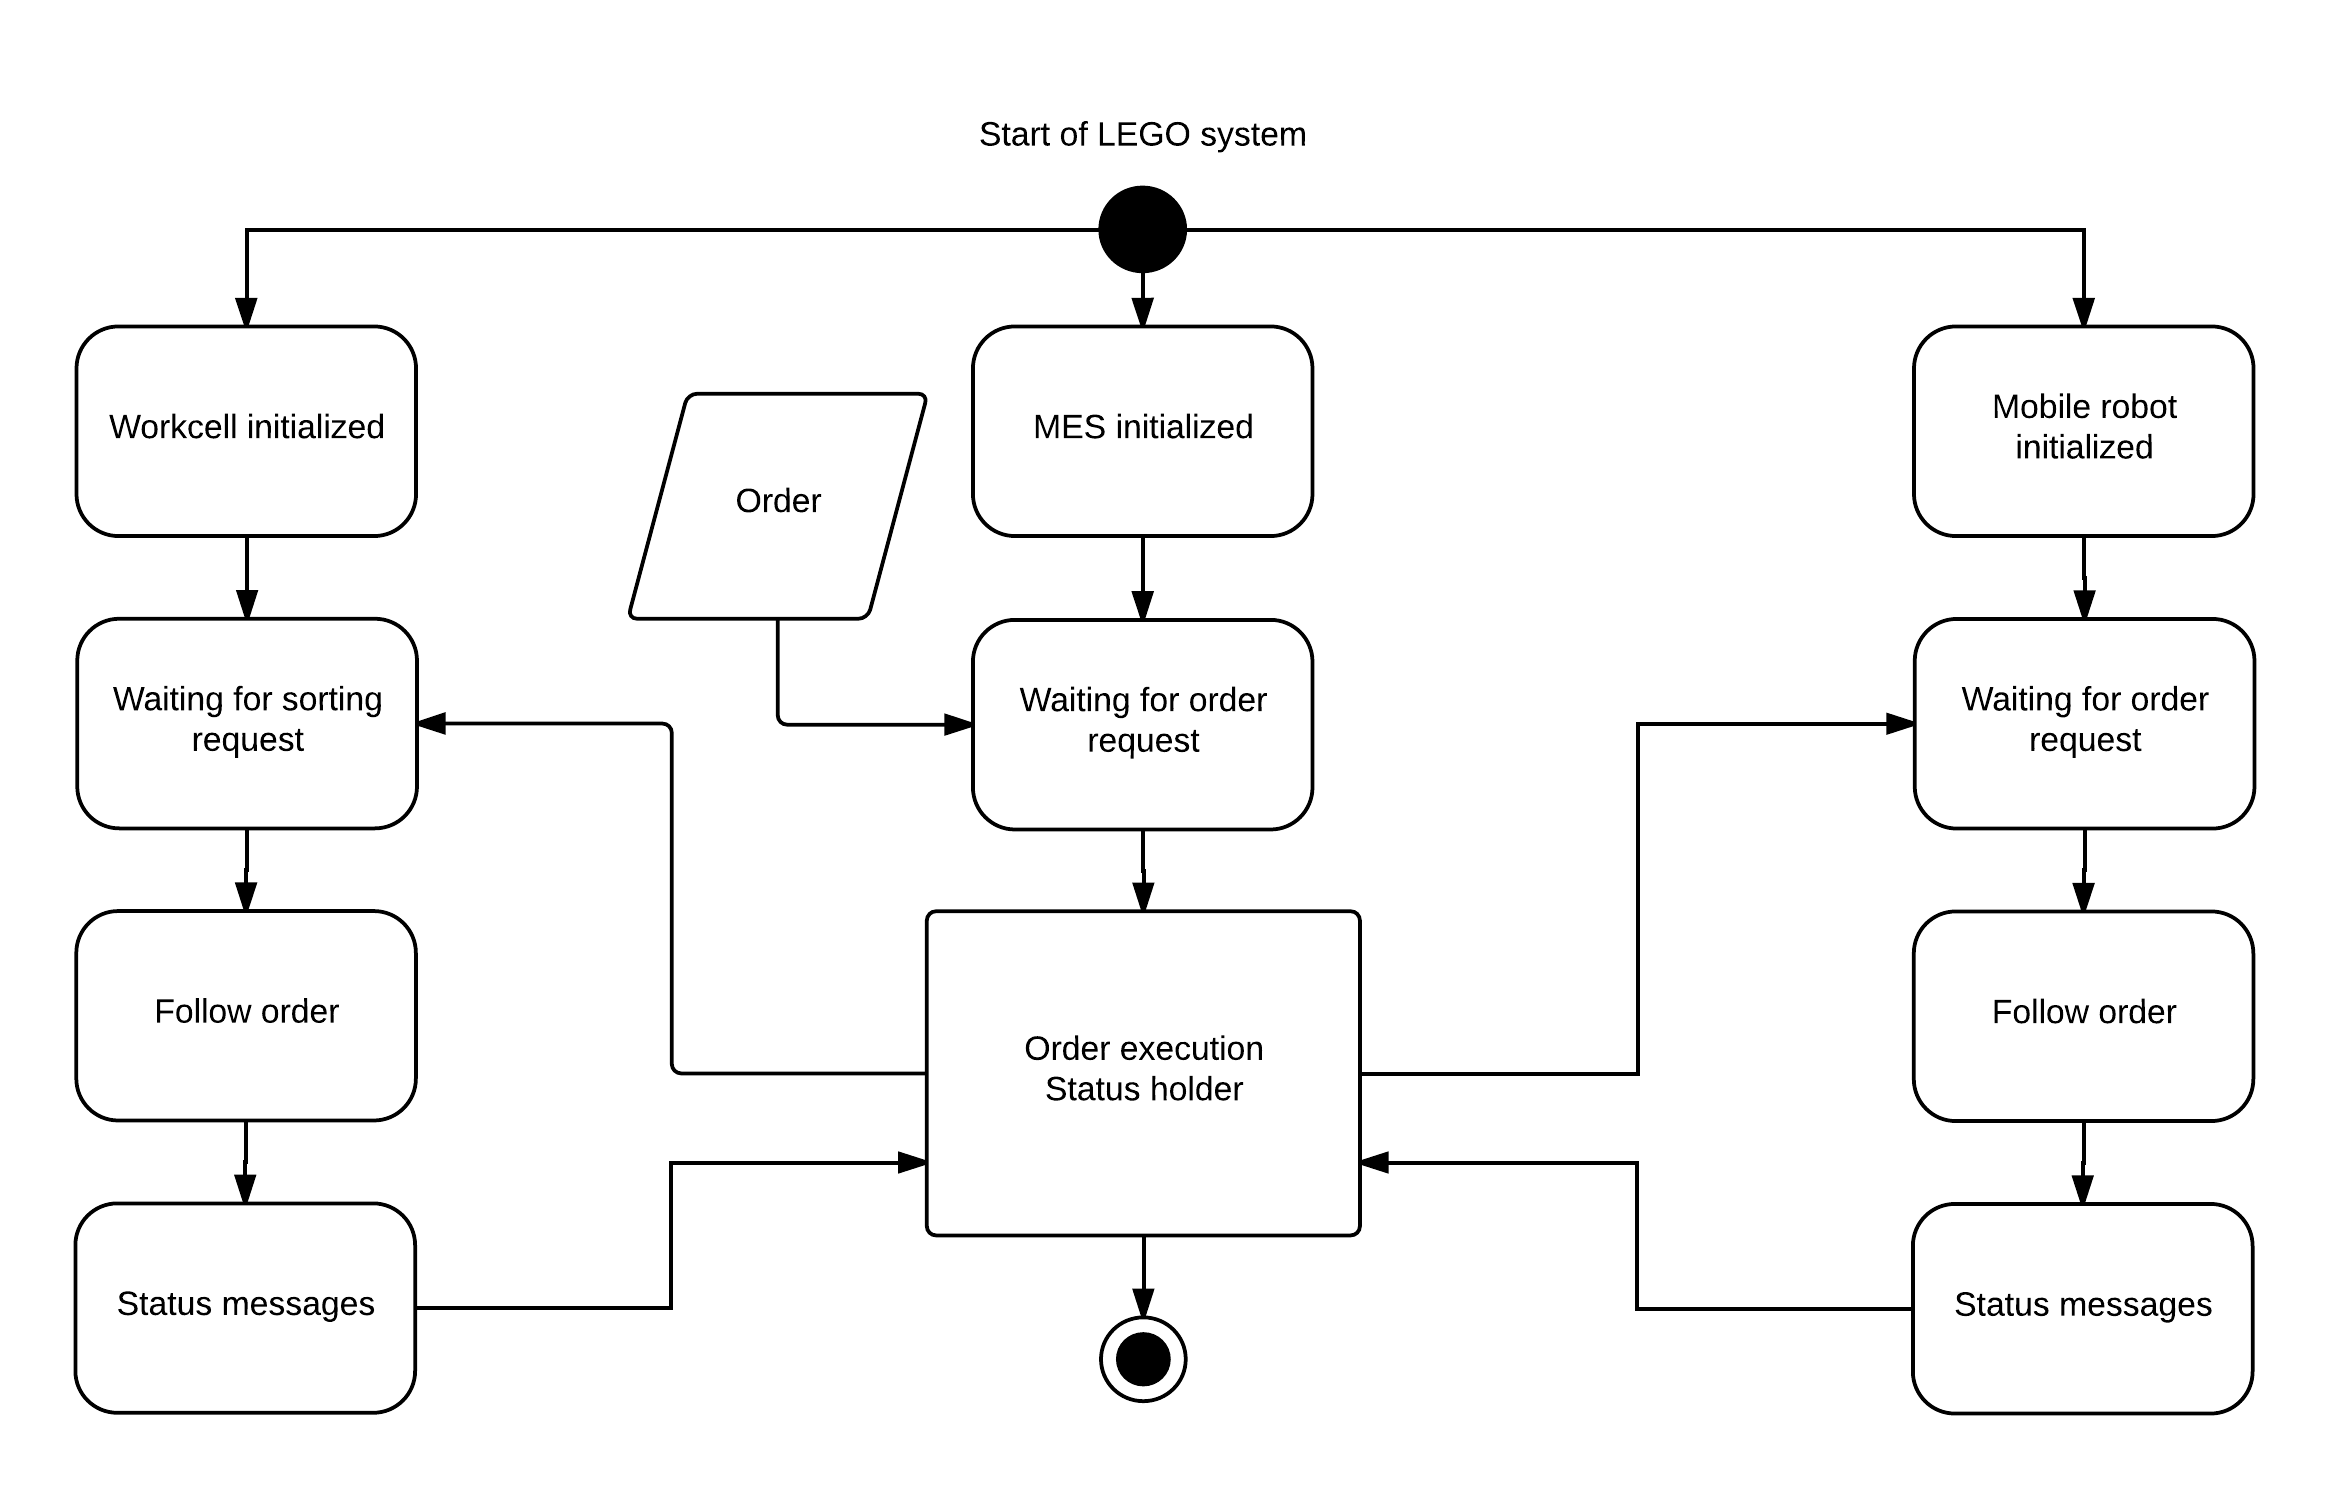 Start of LEGO system
Workcell initialized
MES initialized
Mobile robot
initialized
Order
Waiting for sorting
request
Waiting for order
request
Waiting for order
request
Follow order
Order execution
Status holder
Follow order
Status messages
Status messages